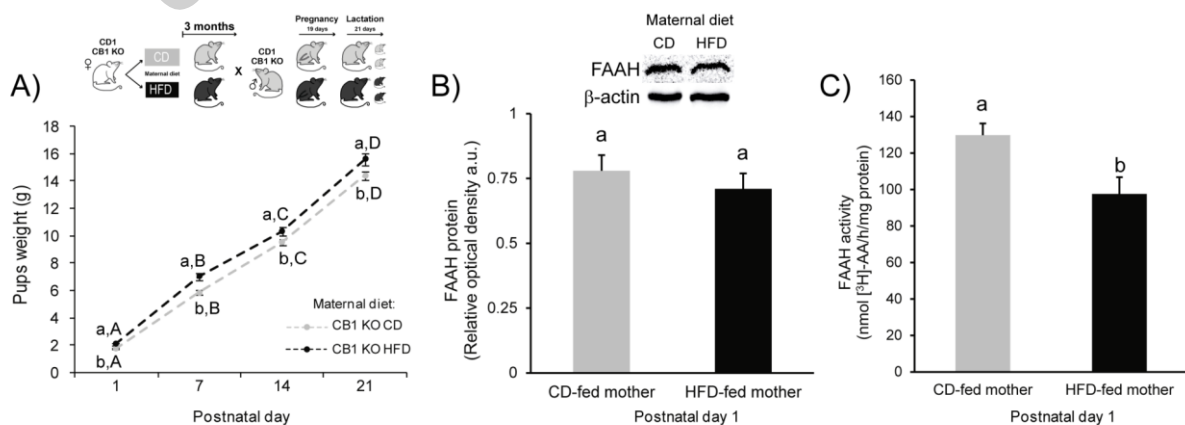 CD1
CB1 KO
♀
CD
Maternal diet
HFD
3 months
X
CD1
CB1 KO
♂
Pregnancy
19 days
Lactation
21 days
A)
Pups weight (g)
18
16
14
12
10
8
6
4
2
0
a,A
b,A
a,B
b,B
a,C
b,C
a,D
b,D
Maternal diet:
CB1 KO CD
CB1 KO HFD
1 7 14 21
Postnatal day
B)
Maternal diet
CD HFD
FAAH
β-actin
FAAH protein
(Relative optical density a.u.)
1
0.75
0.5
0.25
0
a
a
CD-fed mother HFD-fed mother
Postnatal day 1
C)
FAAH activity
(nmol [³H]-AA/h/mg protein)
160
140
120
100
80
60
40
20
0
a
b
CD-fed mother HFD-fed mother
Postnatal day 1